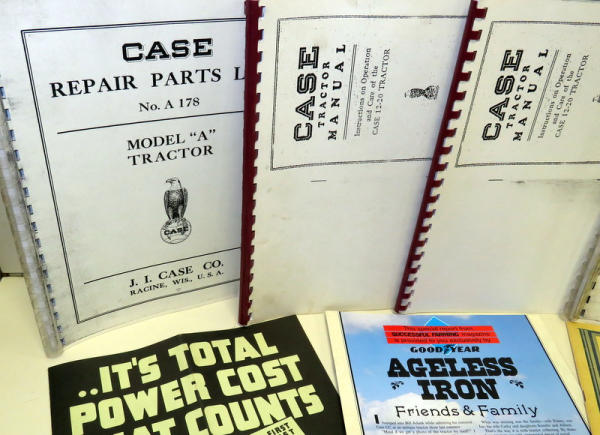 CASE
REPAIR PARTS L
No. A 178
MODEL "A"
TRACTOR
CASE
J. I. CASE CO.
RACINE, WIS., U. S. A.
CASE
TRACTOR
MANUAL
Instructions on Operation
and Care of the
CASE 12-20 TRACTOR
CASE
TRACTOR
MANUAL
Instructions on Operation
and Care of the
CASE 12-20 TRACTOR
..IT'S TOTAL
POWER COST
AT COUNTS
FIRST
This special report from
SUCCESSFUL FARMING magazine
is provided to you exclusively by
GOODYEAR
AGELESS
IRON
Friends & Family